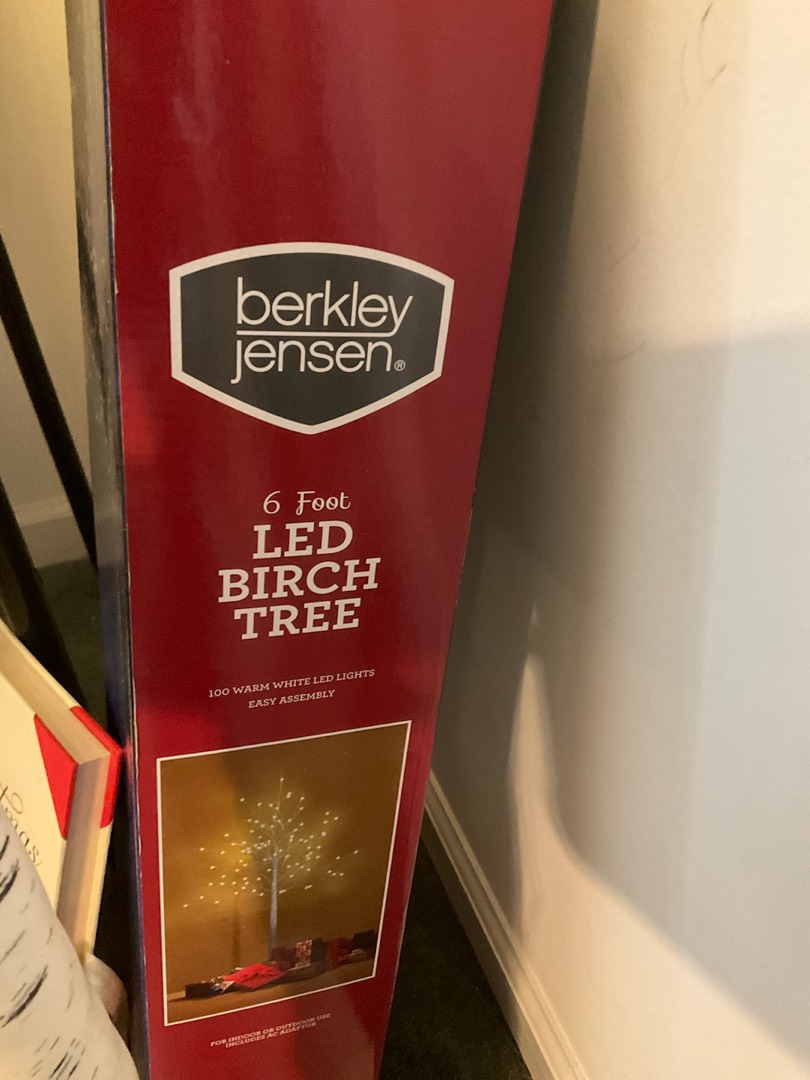 berkley
jensen®
6 Foot
LED
BIRCH
TREE
100 WARM WHITE LED LIGHTS
EASY ASSEMBLY
FOR INDOOR OR OUTDOOR USE
INCLUDES AC ADAPTOR